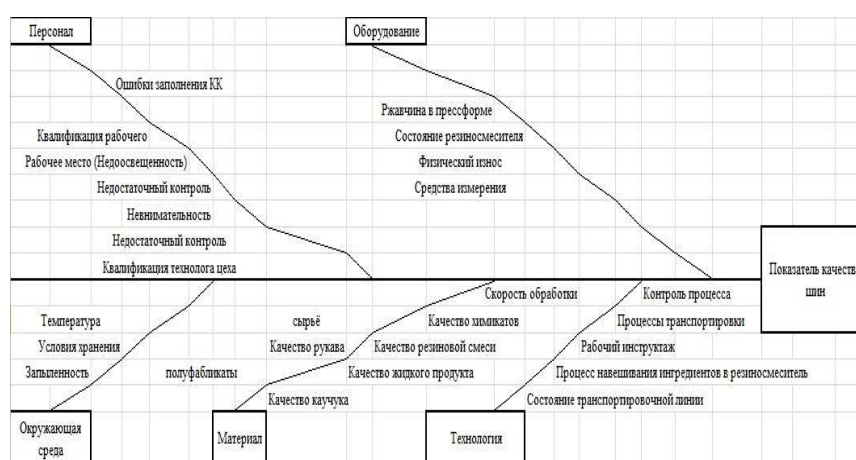 Персонал
Оборудование
Ошибки заполнения КК
Ржавчина в прессформе
Квалификация рабочего
Состояние резиносмесителя
Рабочее место (Недоосвещенность)
Физический износ
Недостаточный контроль
Средства измерения
Невнимательность
Недостаточный контроль
Квалификация технолога цеха
Показатель качеств
шин
Скорость обработки
Контроль процесса
Температура
сырьё
Качество химикатов
Процессы транспортировки
Условия хранения
Качество рукава
Качество резиновой смеси
Рабочий инструктаж
Запыленность
полуфабликаты
Качество жидкого продукта
Процесс навешивания ингредиентов в резиносмеситель
Качество каучука
Состояние транспортировочной линии
Окружающая
среда
Материал
Технология